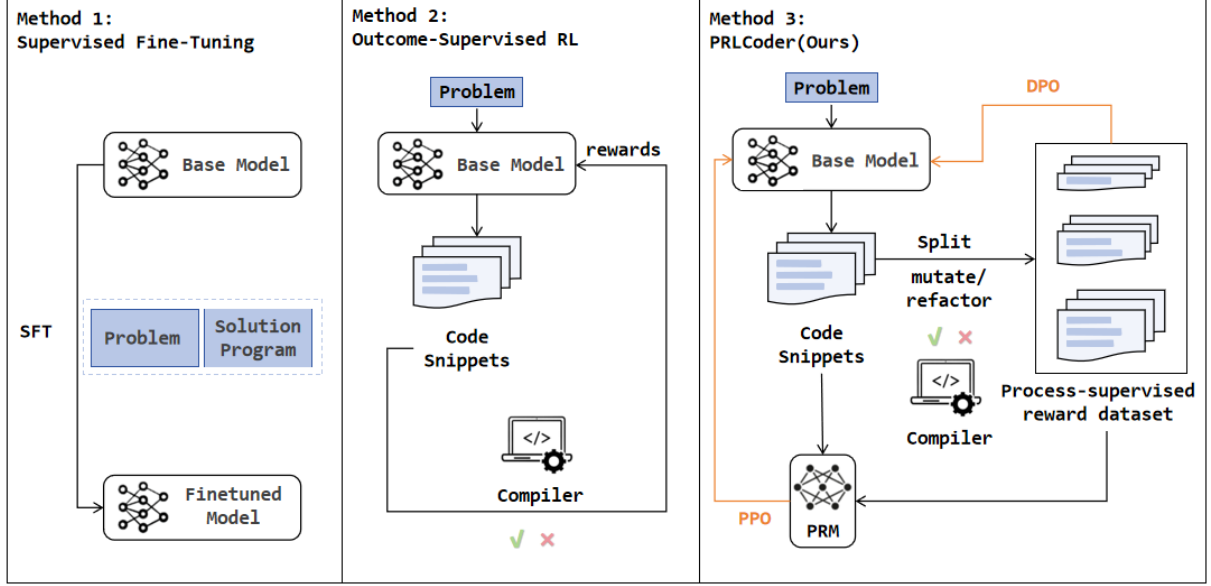 Method 1:
Supervised Fine-Tuning
Base Model
SFT
Problem
Solution
Program
Finetuned
Model
Method 2:
Outcome-Supervised RL
Problem
Base Model
rewards
Code
Snippets
</>
Compiler
Method 3:
PRLCoder(Ours)
Problem
DPO
Base Model
Split
mutate/
refactor
Code
Snippets
</>
Compiler
Process-supervised
reward dataset
PPO
PRM